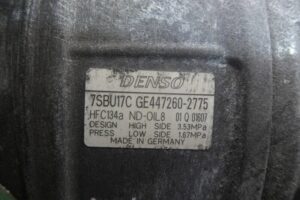 DENSO
7SBU17C GE447260-2775
HFC134a ND-OIL8 01 Q 01607
DESIGN HIGH SIDE 3.53MPa
PRESS LOW SIDE 1.67MPa
MADE IN GERMANY